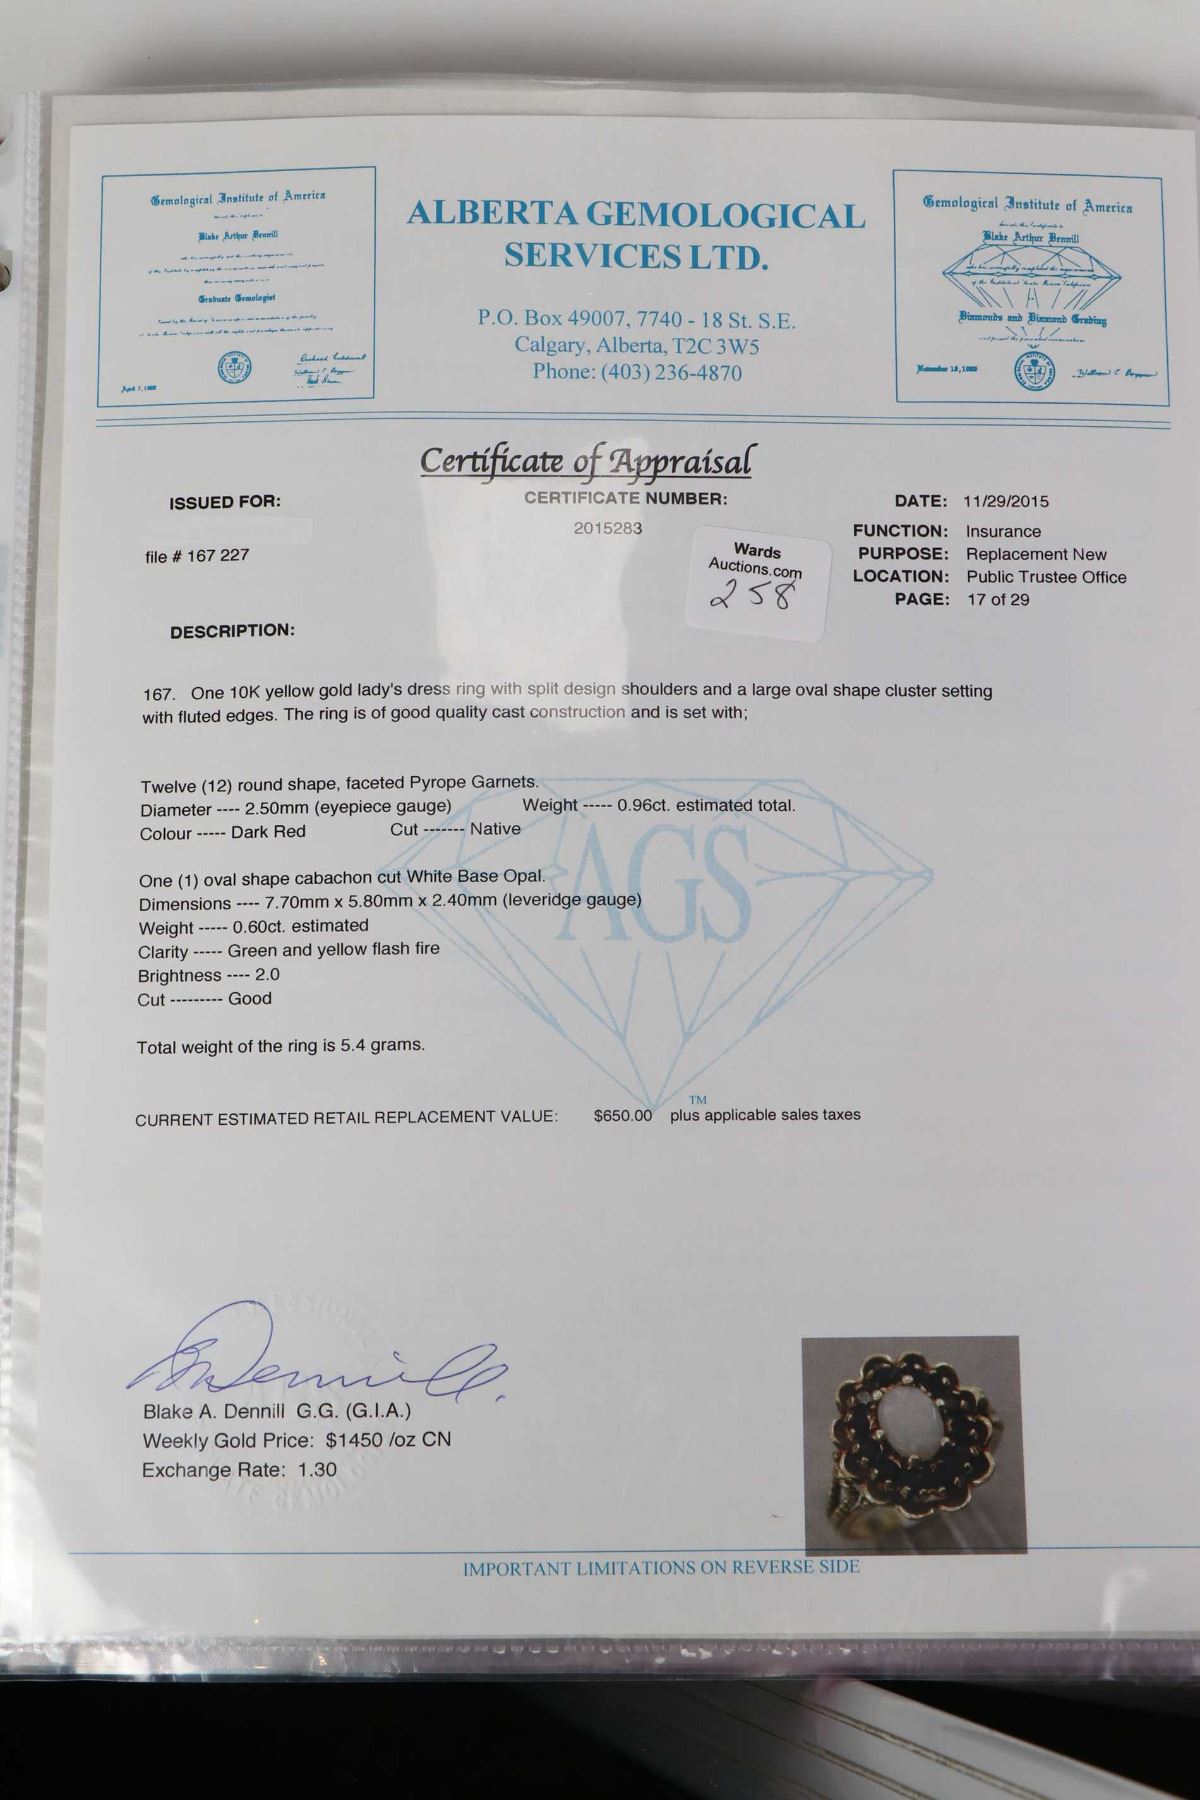 Gemological Institute of America
Blake Arthur Dennill
Graduate Gemologist
ALBERTA GEMOLOGICAL
SERVICES LTD.
P.O. Box 49007, 7740 - 18 St. S.E.
Calgary, Alberta, T2C 3W5
Phone: (403) 236-4870
Gemological Institute of America
Blake Arthur Dennill
Diamonds and Diamond Grading
Certificate of Appraisal
ISSUED FOR:
file # 167 227
CERTIFICATE NUMBER:
2015283
Wards
Auctions.com
258
DATE: 11/29/2015
FUNCTION: Insurance
PURPOSE: Replacement New
LOCATION: Public Trustee Office
PAGE: 17 of 29
DESCRIPTION:
167. One 10K yellow gold lady's dress ring with split design shoulders and a large oval shape cluster setting
with fluted edges. The ring is of good quality cast construction and is set with;
Twelve (12) round shape, faceted Pyrope Garnets.
Diameter ---- 2.50mm (eyepiece gauge) Weight ----- 0.96ct. estimated total.
Colour ----- Dark Red Cut ------- Native
AGS
One (1) oval shape cabachon cut White Base Opal.
Dimensions ---- 7.70mm x 5.80mm x 2.40mm (leveridge gauge)
Weight ----- 0.60ct. estimated
Clarity ----- Green and yellow flash fire
Brightness ---- 2.0
Cut --------- Good
Total weight of the ring is 5.4 grams.
TM
CURRENT ESTIMATED RETAIL REPLACEMENT VALUE: $650.00 plus applicable sales taxes
Blake A. Dennill G.G. (G.I.A.)
Weekly Gold Price: $1450 /oz CN
Exchange Rate: 1.30
IMPORTANT LIMITATIONS ON REVERSE SIDE